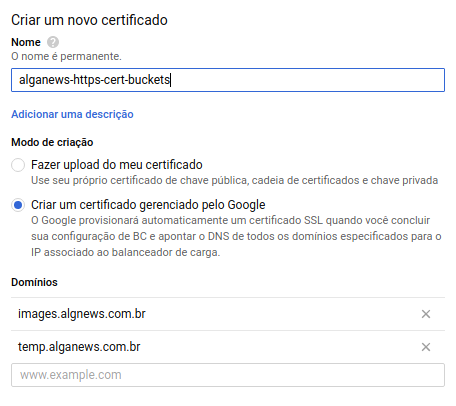 Criar um novo certificado
Nome ?
O nome é permanente.
alganews-https-cert-buckets
Adicionar uma descrição
Modo de criação
Fazer upload do meu certificado
Use seu próprio certificado de chave pública, cadeia de certificados e chave privada
Criar um certificado gerenciado pelo Google
O Google provisionará automaticamente um certificado SSL quando você concluir
sua configuração de BC e apontar o DNS de todos os domínios especificados para o
IP associado ao balanceador de carga.
Domínios
images.algnews.com.br
temp.alganews.com.br
www.example.com